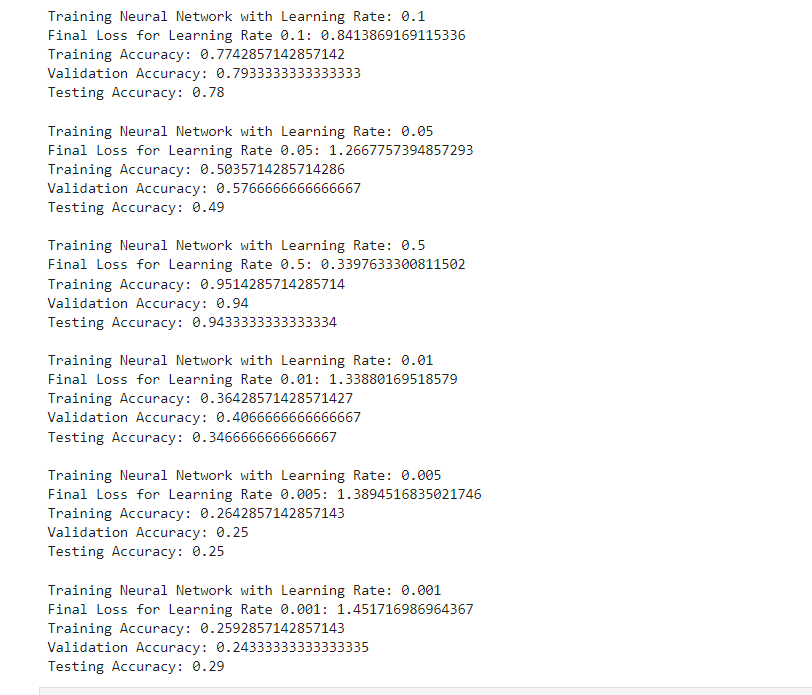 Training Neural Network with Learning Rate: 0.1
Final Loss for Learning Rate 0.1: 0.8413869169115336
Training Accuracy: 0.7742857142857142
Validation Accuracy: 0.7933333333333333
Testing Accuracy: 0.78
Training Neural Network with Learning Rate: 0.05
Final Loss for Learning Rate 0.05: 1.2667757394857293
Training Accuracy: 0.5035714285714286
Validation Accuracy: 0.5766666666666667
Testing Accuracy: 0.49
Training Neural Network with Learning Rate: 0.5
Final Loss for Learning Rate 0.5: 0.3397633300811502
Training Accuracy: 0.9514285714285714
Validation Accuracy: 0.94
Testing Accuracy: 0.9433333333333334
Training Neural Network with Learning Rate: 0.01
Final Loss for Learning Rate 0.01: 1.33880169518579
Training Accuracy: 0.36428571428571427
Validation Accuracy: 0.4066666666666667
Testing Accuracy: 0.3466666666666667
Training Neural Network with Learning Rate: 0.005
Final Loss for Learning Rate 0.005: 1.3894516835021746
Training Accuracy: 0.2642857142857143
Validation Accuracy: 0.25
Testing Accuracy: 0.25
Training Neural Network with Learning Rate: 0.001
Final Loss for Learning Rate 0.001: 1.451716986964367
Training Accuracy: 0.2592857142857143
Validation Accuracy: 0.24333333333333335
Testing Accuracy: 0.29